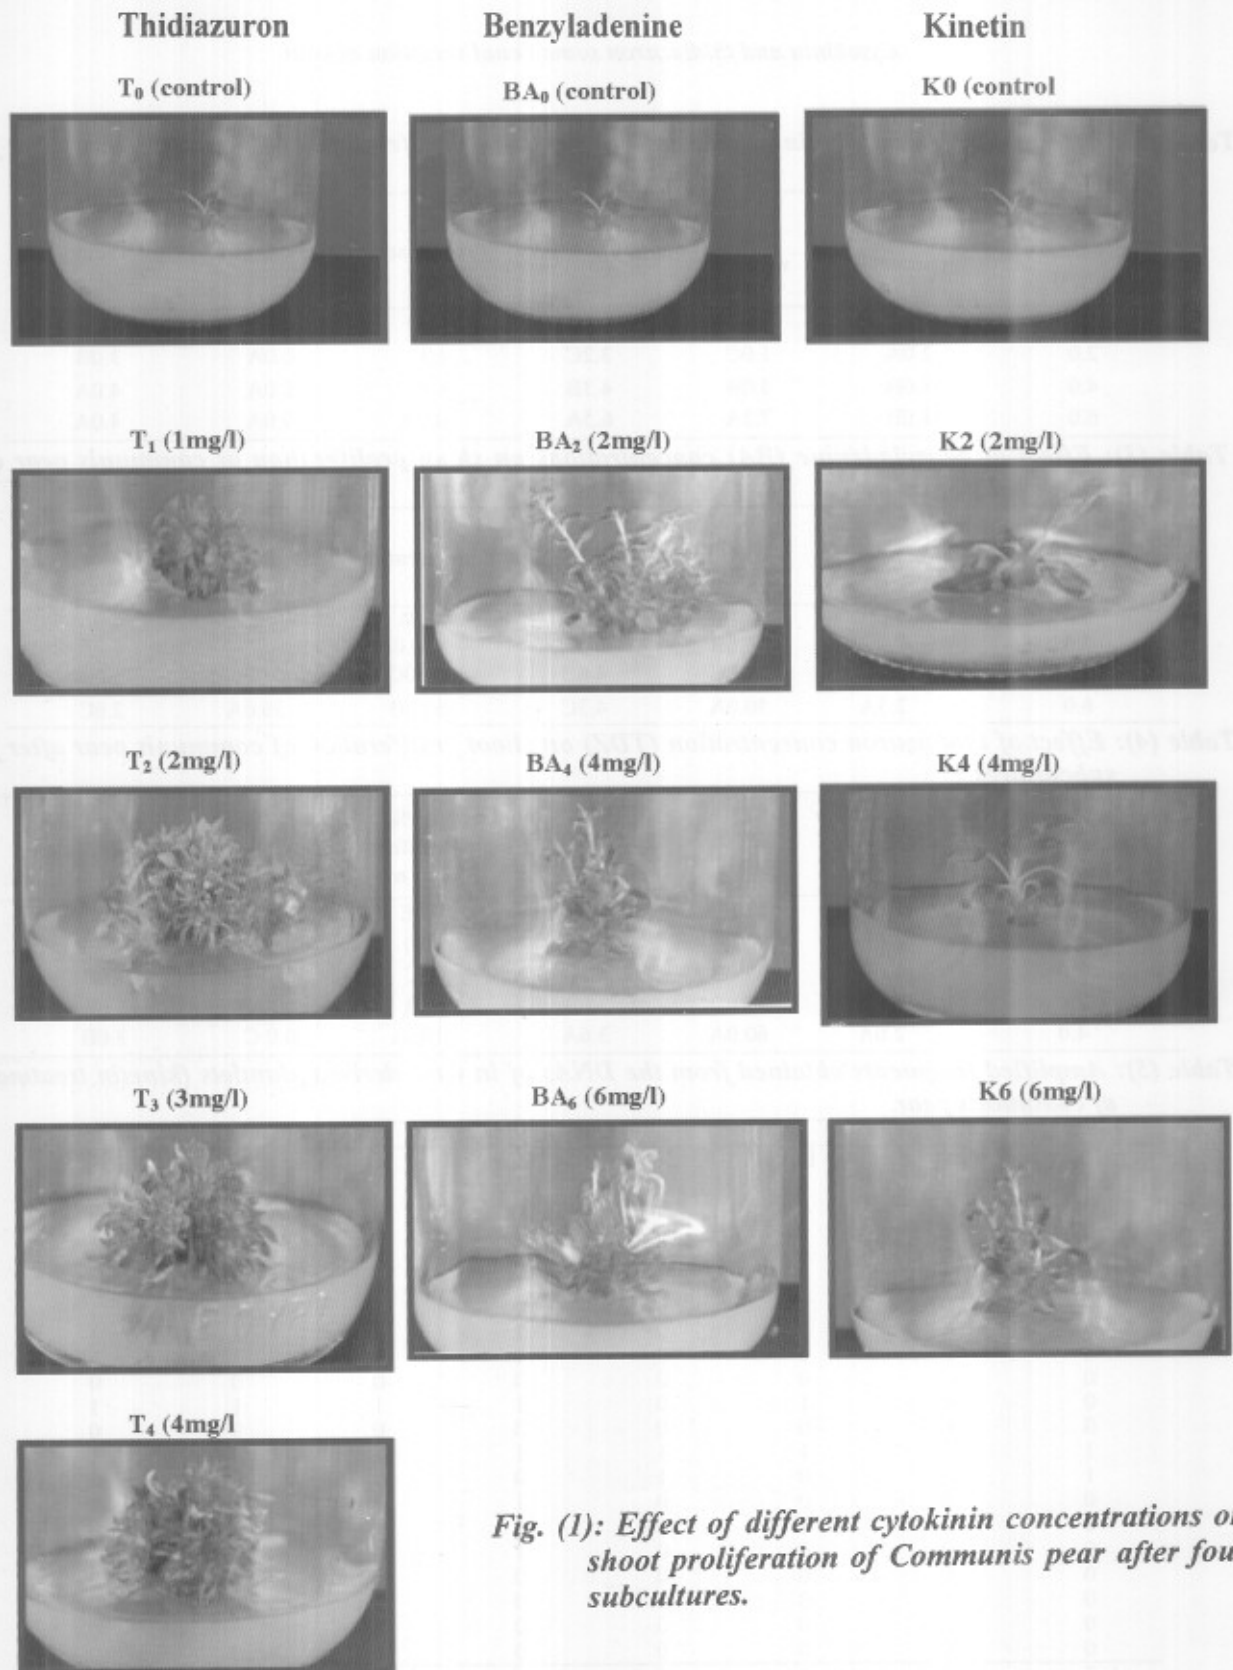 Thidiazuron Benzyladenine Kinetin
T₀ (control) BA₀ (control) K0 (control
T₁ (1mg/l) BA₂ (2mg/l) K2 (2mg/l)
T₂ (2mg/l) BA₄ (4mg/l) K4 (4mg/l)
T₃ (3mg/l) BA₆ (6mg/l) K6 (6mg/l)
T₄ (4mg/l
Fig. (1): Effect of different cytokinin concentrations
shoot proliferation of Communis pear after
subcultures.